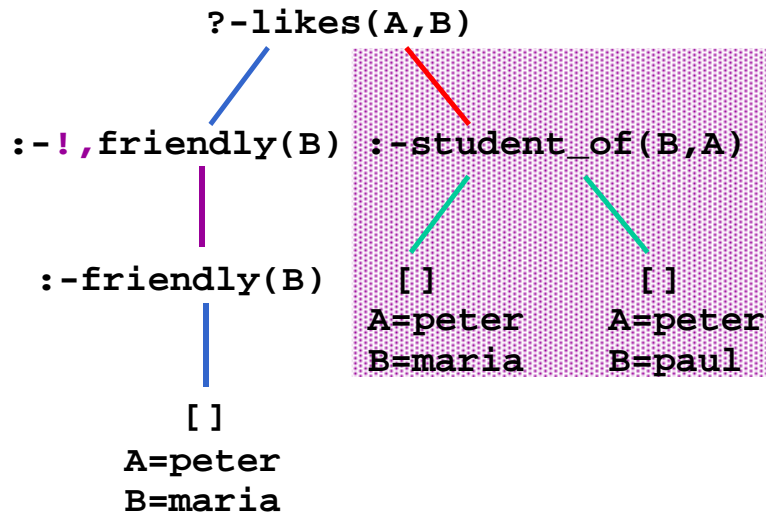 ?-likes(A,B)
:-!,friendly(B) :-student_of(B,A)
:-friendly(B)
[] []
A=peter A=peter
B=maria B=paul
[]
A=peter
B=maria